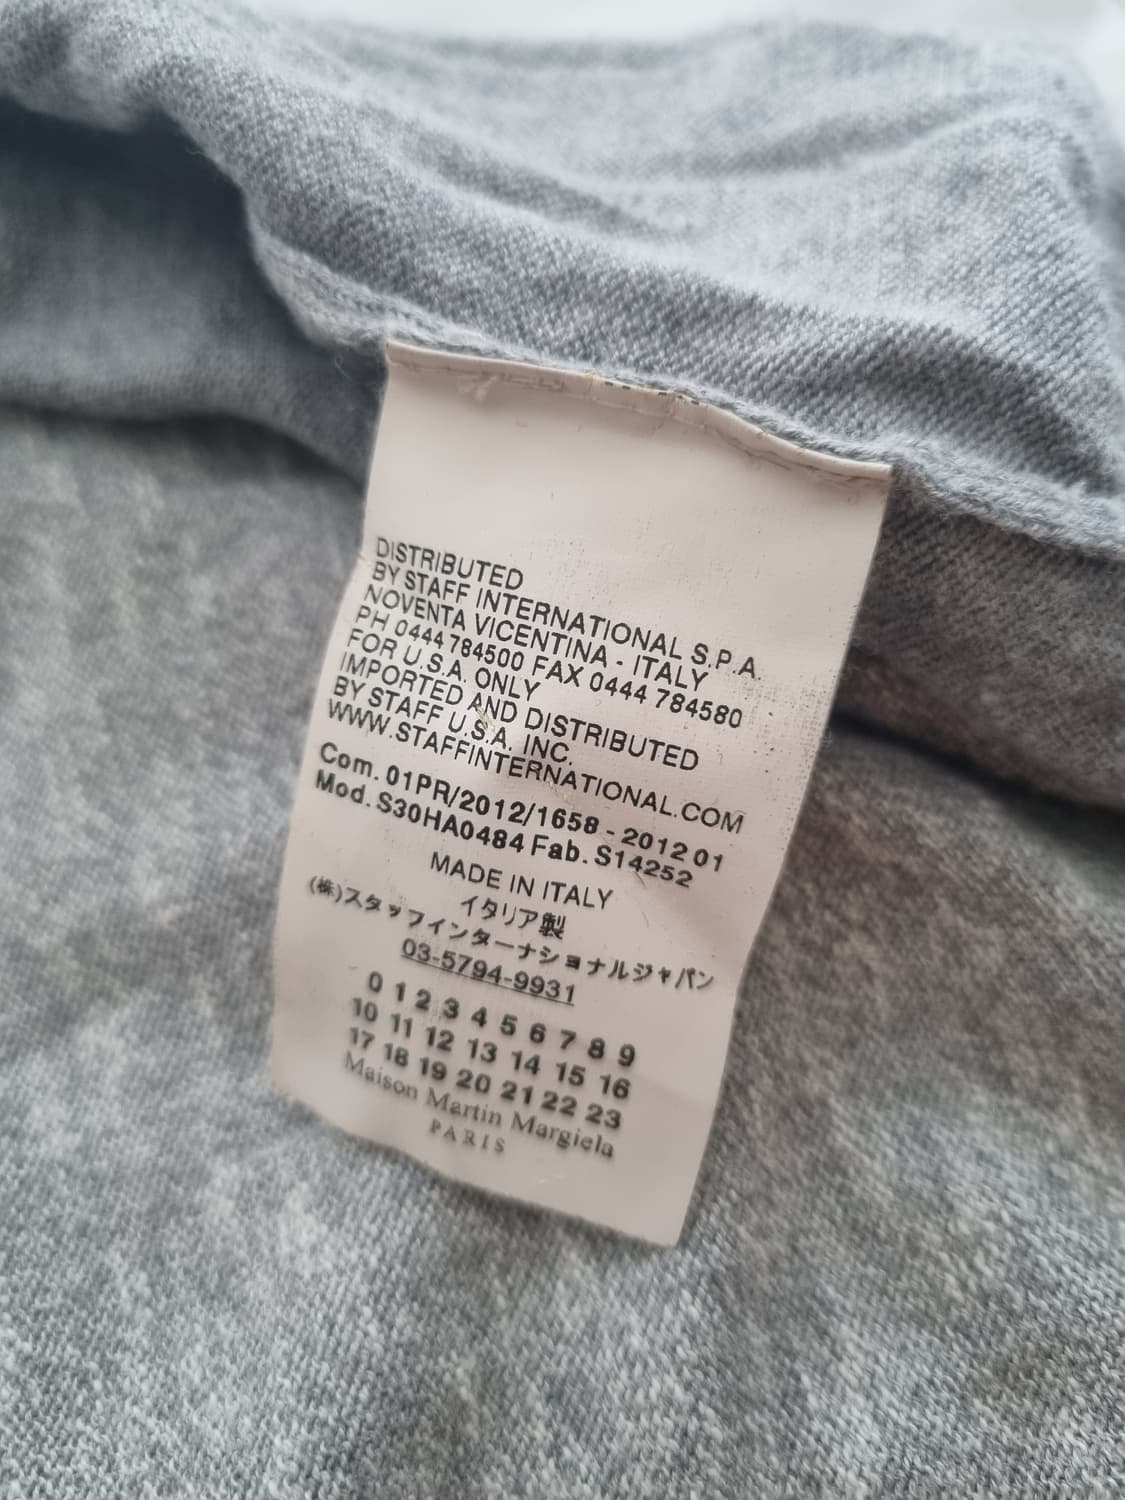 DISTRIBUTED
BY STAFF INTERNATIONAL S.P.A.
NOVENTA VICENTINA - ITALY
PH 0444 784500 FAX 0444 784580
FOR U.S.A. ONLY
IMPORTED AND DISTRIBUTED
BY STAFF U.S.A. INC.
WWW.STAFFINTERNATIONAL.COM
Com. 01PR/2012/1658 - 2012 01
Mod. S30HA0484 Fab. S14252
MADE IN ITALY
イタリア製
(株)スタッフインターナショナルジャパン
03-5794-9931
0 1 2 3 4 5 6 7 8 9
10 11 12 13 14 15 16
17 18 19 20 21 22 23
Maison Martin Margiela
PARIS